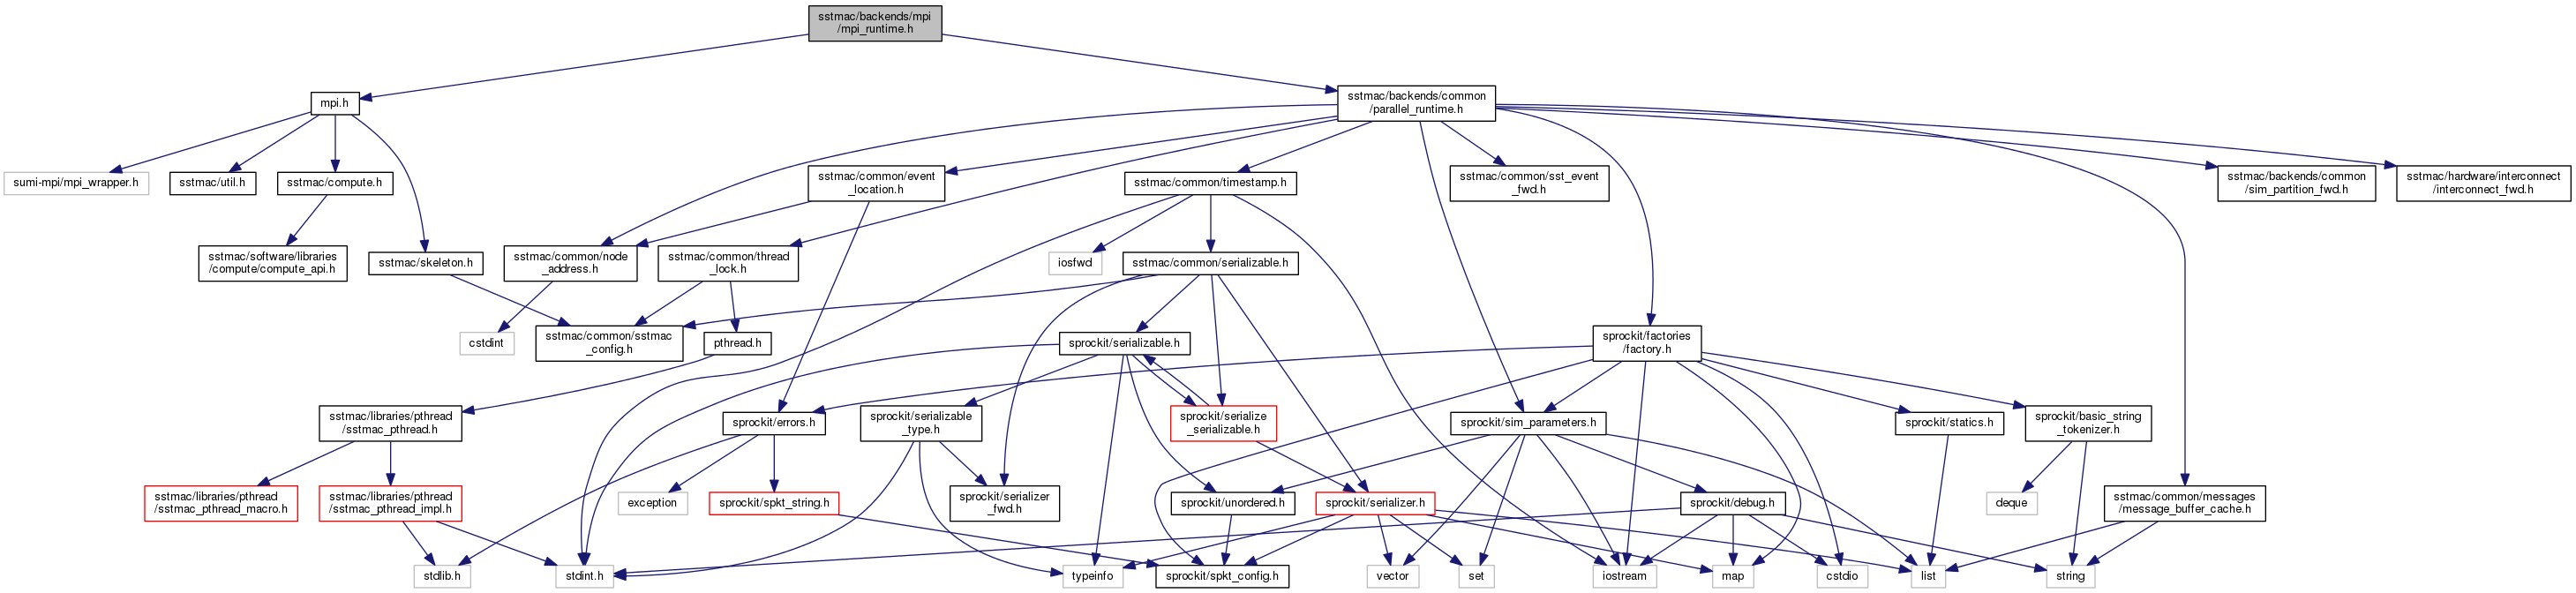 sstmac/backends/mpi
/mpi_runtime.h
mpi.h
sstmac/backends/common
/parallel_runtime.h
sumi-mpi/mpi_wrapper.h
sstmac/util.h
sstmac/compute.h
sstmac/common/event
_location.h
sstmac/common/timestamp.h
sstmac/common/sst_event
_fwd.h
sstmac/backends/common
/sim_partition_fwd.h
sstmac/hardware/interconnect
/interconnect_fwd.h
sstmac/software/libraries
/compute/compute_api.h
sstmac/skeleton.h
sstmac/common/node
_address.h
sstmac/common/thread
_lock.h
iosfwd
sstmac/common/serializable.h
cstdint
sstmac/common/sstmac
_config.h
pthread.h
sprockit/serializable.h
sprockit/factories
/factory.h
sstmac/libraries/pthread
/sstmac_pthread.h
sprockit/errors.h
sprockit/serializable
_type.h
sprockit/serialize
_serializable.h
sprockit/sim_parameters.h
sprockit/statics.h
sprockit/basic_string
_tokenizer.h
sstmac/libraries/pthread
/sstmac_pthread_macro.h
sstmac/libraries/pthread
/sstmac_pthread_impl.h
exception
sprockit/spkt_string.h
sprockit/serializer
_fwd.h
sprockit/unordered.h
sprockit/serializer.h
sprockit/debug.h
deque
sstmac/common/messages
/message_buffer_cache.h
stdlib.h
stdint.h
typeinfo
sprockit/spkt_config.h
vector
set
iostream
map
cstdio
list
string